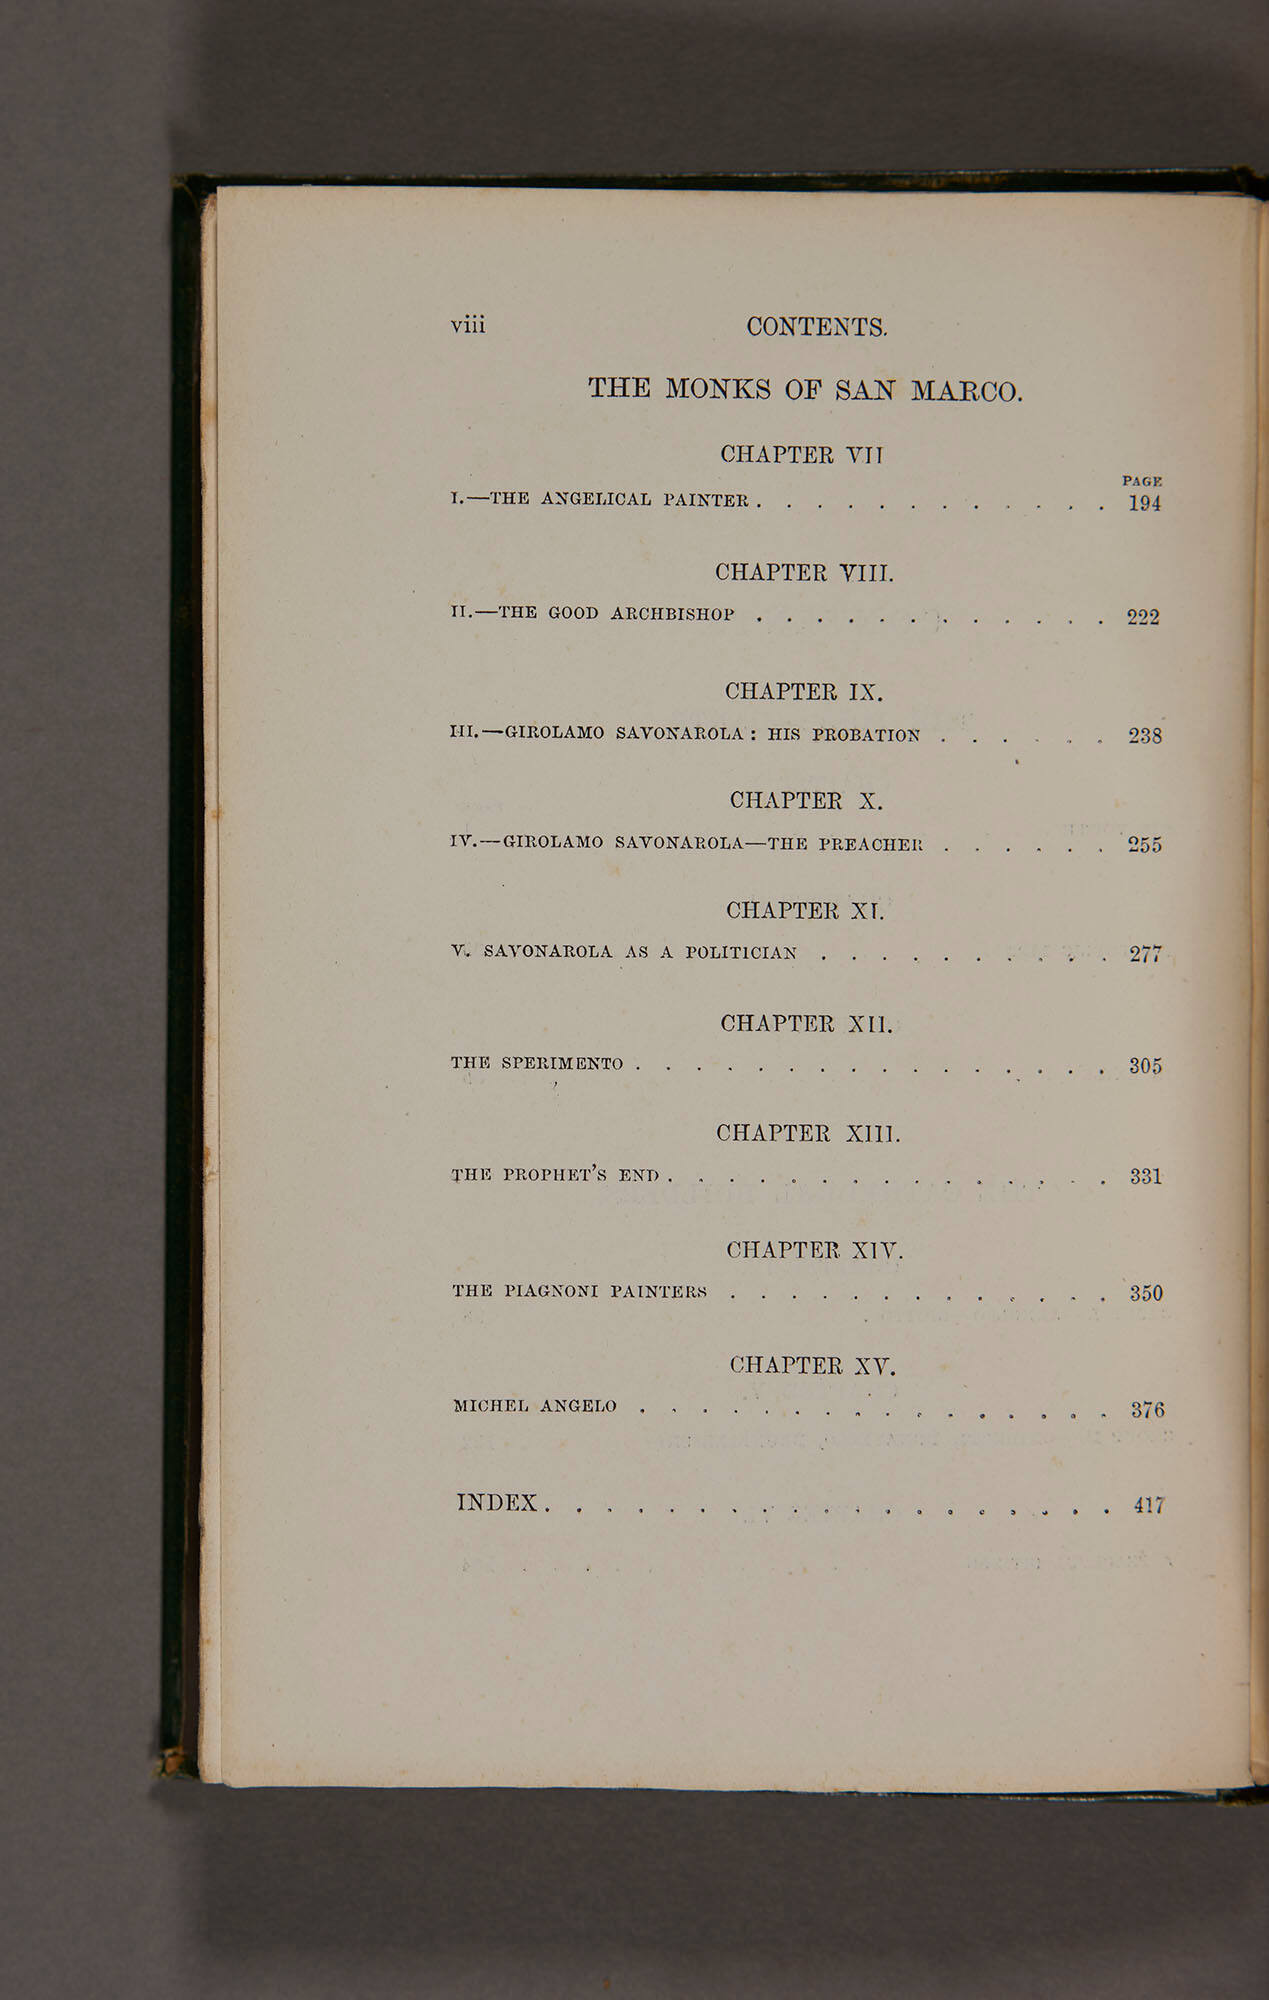 viii CONTENTS.
THE MONKS OF SAN MARCO.
CHAPTER VII
PAGE
I.—THE ANGELICAL PAINTER . . . . . . . . . . . . 194
CHAPTER VIII.
II.—THE GOOD ARCHBISHOP . . . . . . . . . . . . 222
CHAPTER IX.
III.—GIROLAMO SAVONAROLA: HIS PROBATION . . . . . . 238
CHAPTER X.
IV.—GIROLAMO SAVONAROLA—THE PREACHER . . . . . . 255
CHAPTER XI.
V. SAVONAROLA AS A POLITICIAN . . . . . . . . . . 277
CHAPTER XII.
THE SPERIMENTO . . . . . . . . . . . . . . . . 305
CHAPTER XIII.
THE PROPHET'S END . . . . . . . . . . . . . . . 331
CHAPTER XIV.
THE PIAGNONI PAINTERS . . . . . . . . . . . . . 350
CHAPTER XV.
MICHEL ANGELO . . . . . . . . . . . . . . . . 376
INDEX . . . . . . . . . . . . . . . . . . . 417